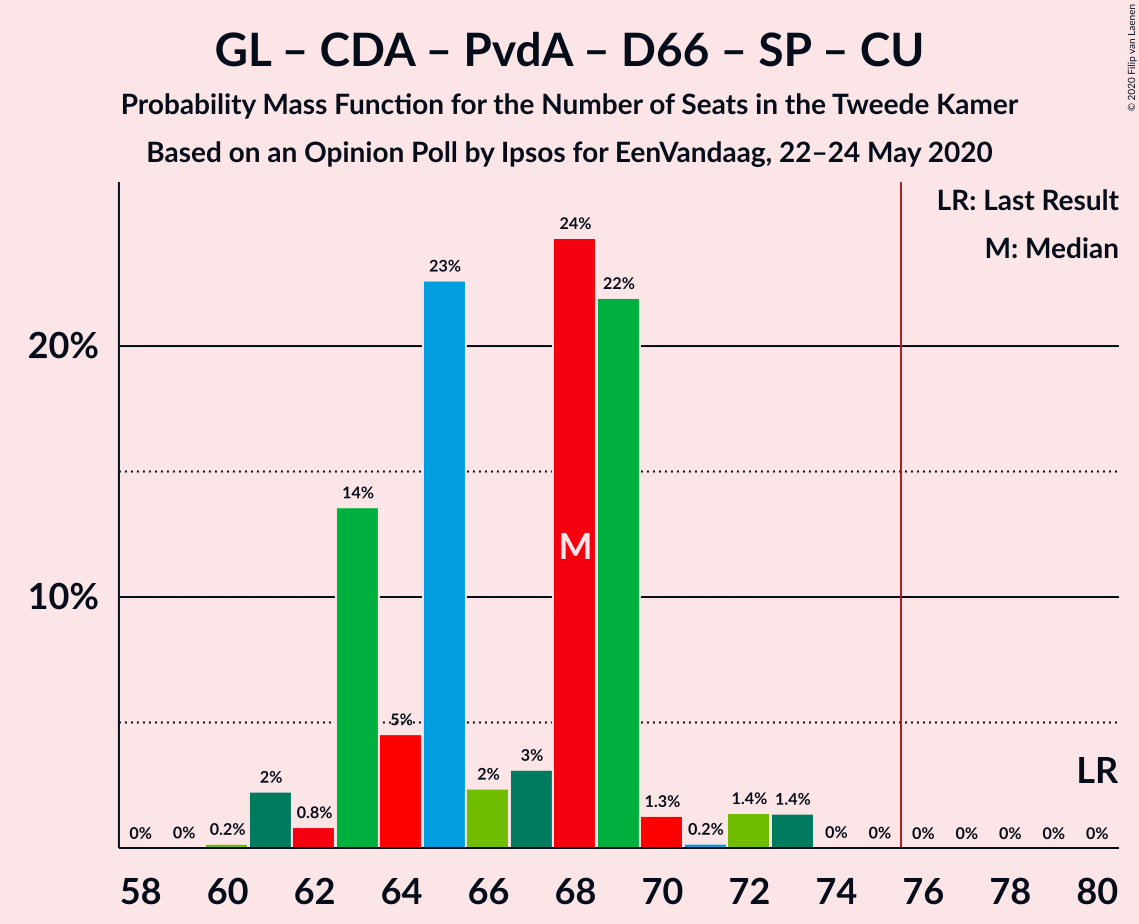 GL – CDA – PvdA – D66 – SP – CU
Probability Mass Function for the Number of Seats in the Tweede Kamer
Based on an Opinion Poll by Ipsos for EenVandaag, 22–24 May 2020
© 2020 Filip van Laenen
LR: Last Result
M: Median
24%
23%
22%
20%
14%
M
10%
5%
3%
LR
2%
2%
1.4%
1.4%
1.3%
0.8%
0% 0% 0.2% 0.2% 0% 0% 0% 0% 0% 0% 0%
58 60 62 64 66 68 70 72 74 76 78 80